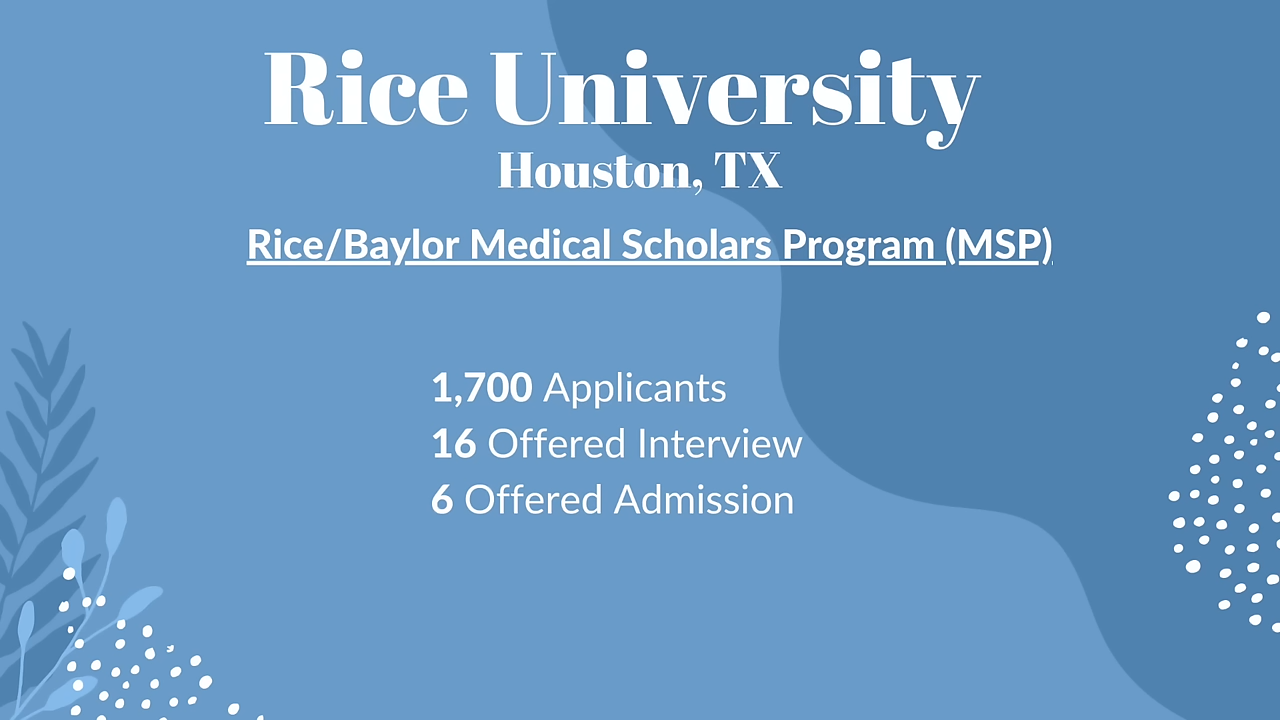 Rice University
Houston, TX
Rice/Baylor Medical Scholars Program (MSP)
1,700 Applicants
16 Offered Interview
6 Offered Admission